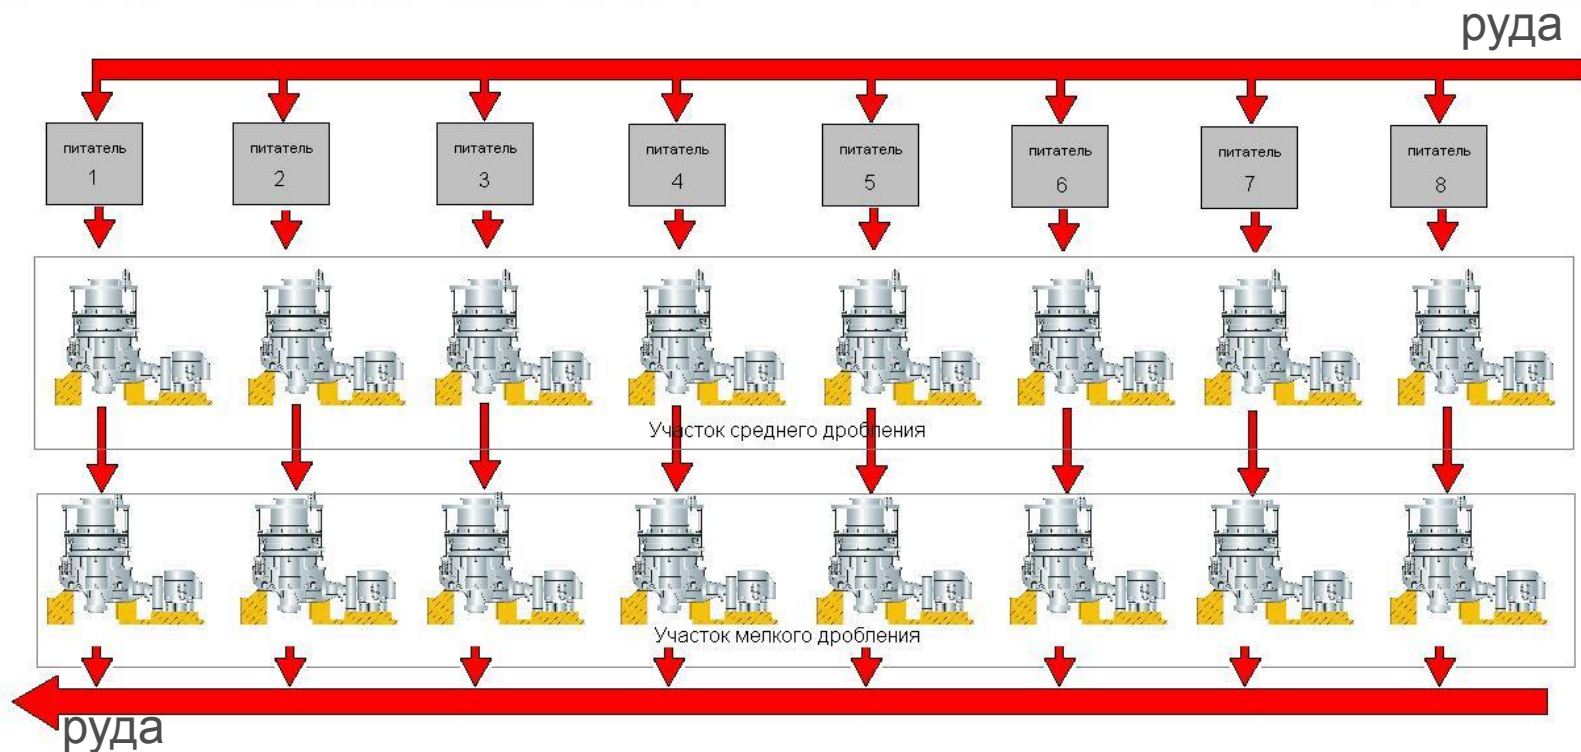 руда
питатель
1
питатель
2
питатель
3
питатель
4
питатель
5
питатель
6
питатель
7
питатель
8
Участок среднего дробления
Участок мелкого дробления
руда